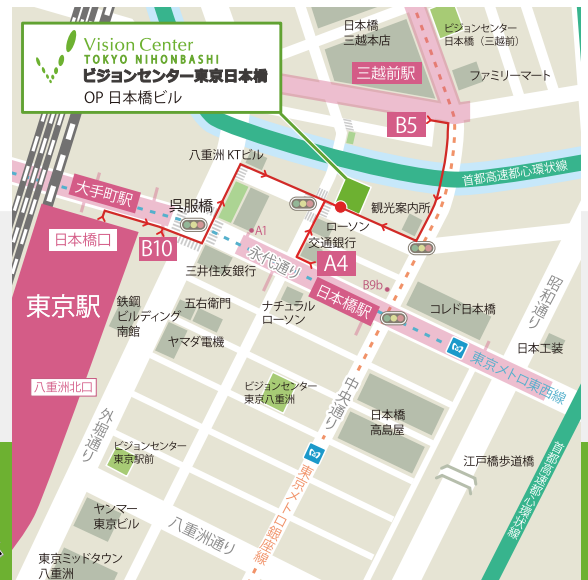 Vision Center
TOKYO NIHONBASHI
ビジョンセンター東京日本橋
OP 日本橋ビル
日本橋
三越本店
ビジョンセンター
日本橋（三越前）
三越前駅
ファミリーマート
B5
八重洲 KTビル
首都高速都心環状線
大手町駅
呉服橋
観光案内所
ローソン
交通銀行
A1
日本橋口
B10
永代通り
A4
三井住友銀行
B9b
昭和通り
東京駅
鉄鋼
ビルディング
南館
五右衛門
ナチュラル
ローソン
日本橋駅
コレド日本橋
ヤマダ電機
日本工装
東京メトロ東西線
八重洲北口
ビジョンセンター
東京八重洲
中央通り
日本橋
高島屋
外堀通り
ビジョンセンター
東京駅前
江戸橋歩道橋
首都高速都心環状線
東京メトロ銀座線
ヤンマー
東京ビル
八重洲通り
東京ミッドタウン
八重洲